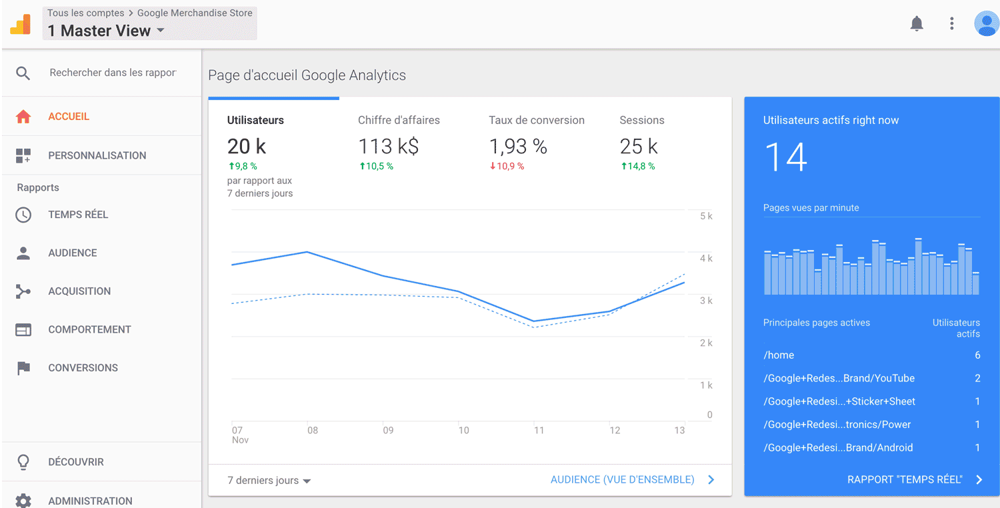 Tous les comptes > Google Merchandise Store
1 Master View
Rechercher dans les rappor
ACCUEIL
PERSONNALISATION
Rapports
TEMPS RÉEL
AUDIENCE
ACQUISITION
COMPORTEMENT
CONVERSIONS
DÉCOUVRIR
ADMINISTRATION
Page d'accueil Google Analytics
Utilisateurs
20 k
9,8 %
par rapport aux
7 derniers jours
Chiffre d'affaires
113 k$
10,5 %
Taux de conversion
1,93 %
10,9 %
Sessions
25 k
14,8 %
5 k
4 k
3 k
2 k
1 k
0
07 08 09 10 11 12 13
Nov
7 derniers jours
AUDIENCE (VUE D'ENSEMBLE)
Utilisateurs actifs right now
14
Pages vues par minute
Principales pages actives Utilisateurs
actifs
/home 6
/Google+Redes...Brand/YouTube 2
/Google+Redesi...+Sticker+Sheet 1
/Google+Redesi...tronics/Power 1
/Google+Redesi...Brand/Android 1
RAPPORT "TEMPS RÉEL"